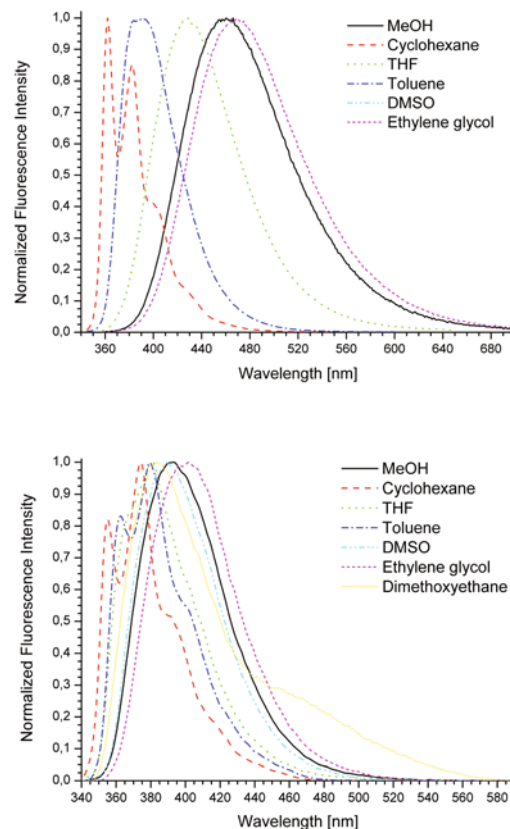 Normalized Fluorescence Intensity
1,0
0,9
0,8
0,7
0,6
0,5
0,4
0,3
0,2
0,1
0,0
MeOH
Cyclohexane
THF
Toluene
DMSO
Ethylene glycol
360 400 440 480 520 560 600 640 680
Wavelength [nm]
Normalized Fluorescence Intensity
1,0
0,9
0,8
0,7
0,6
0,5
0,4
0,3
0,2
0,1
0,0
MeOH
Cyclohexane
THF
Toluene
DMSO
Ethylene glycol
Dimethoxyethane
340 360 380 400 420 440 460 480 500 520 540 560 580
Wavelength [nm]